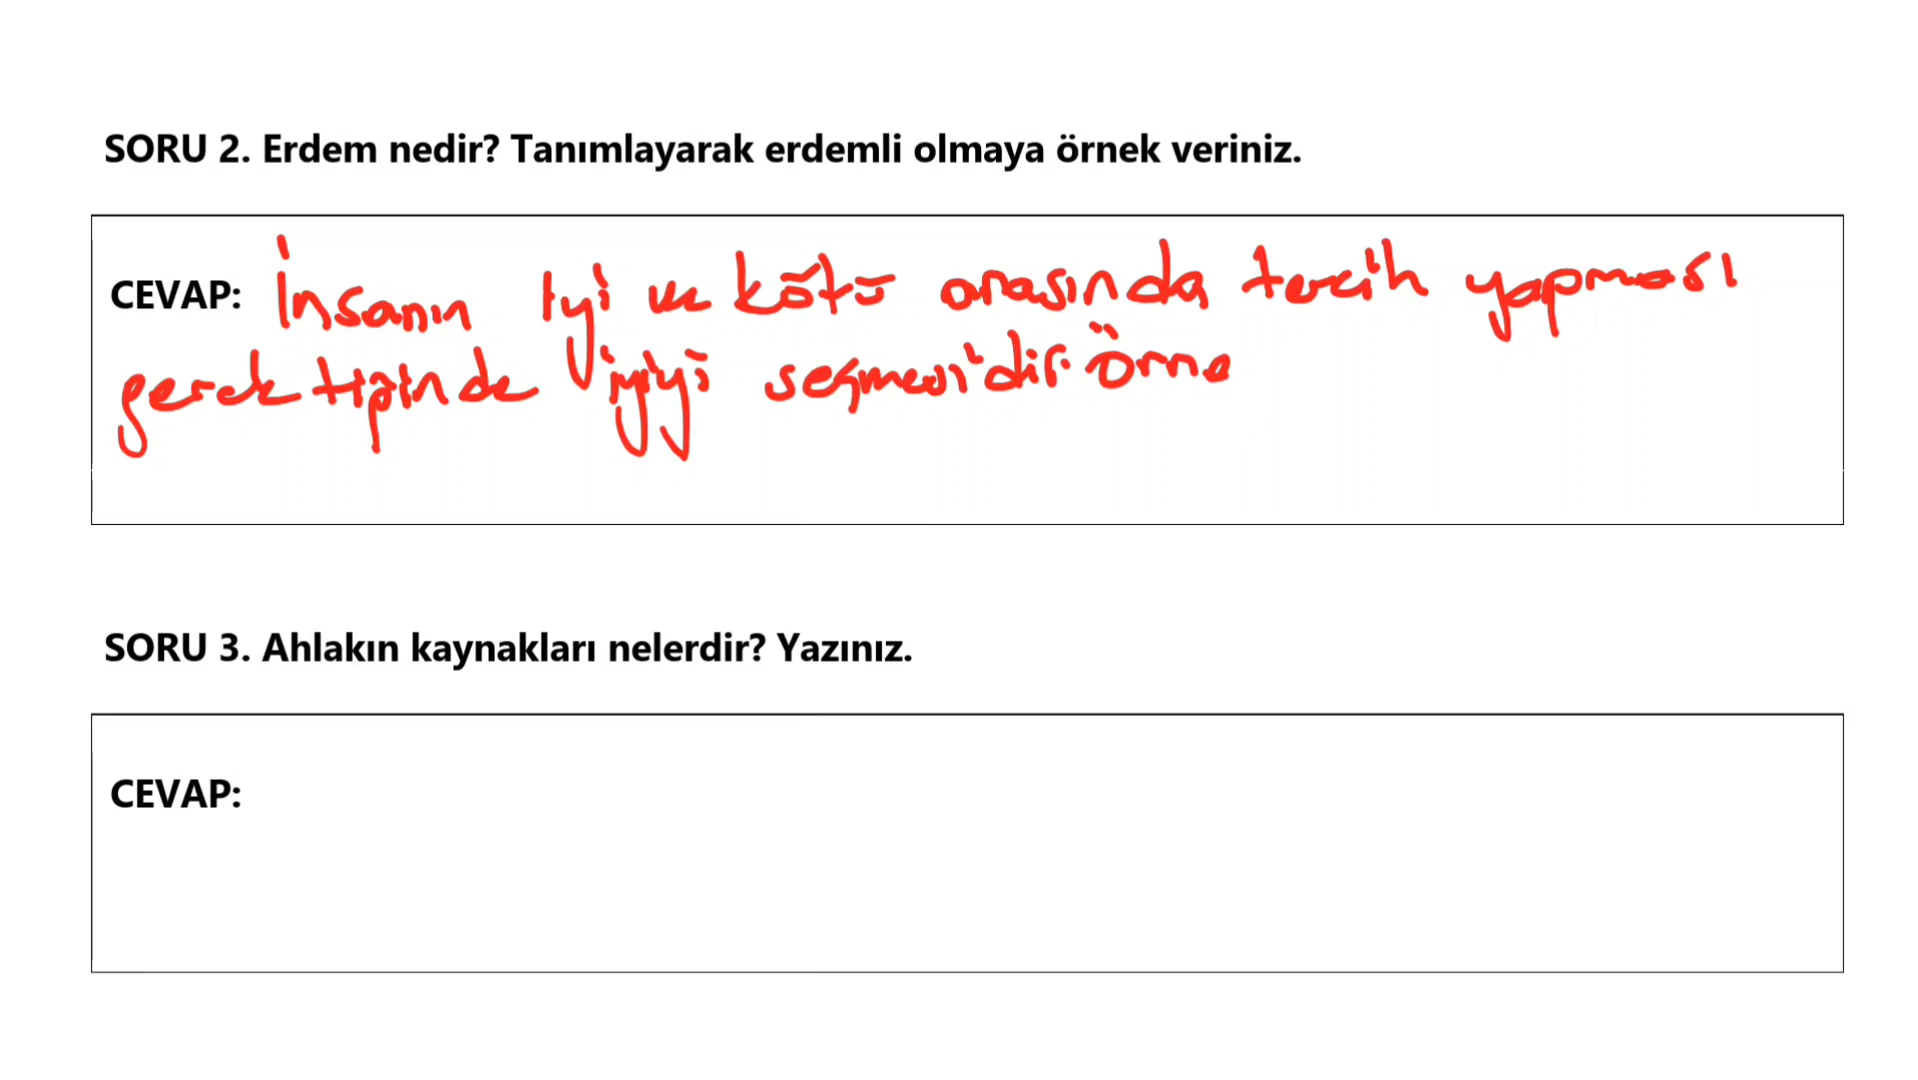 SORU 2. Erdem nedir? Tanımlayarak erdemli olmaya örnek veriniz.
CEVAP: İnsanın iyi ve kötü arasında tercih yapması
gerektiğinde iyiyi seçmesidir. Örne
SORU 3. Ahlakın kaynakları nelerdir? Yazınız.
CEVAP: